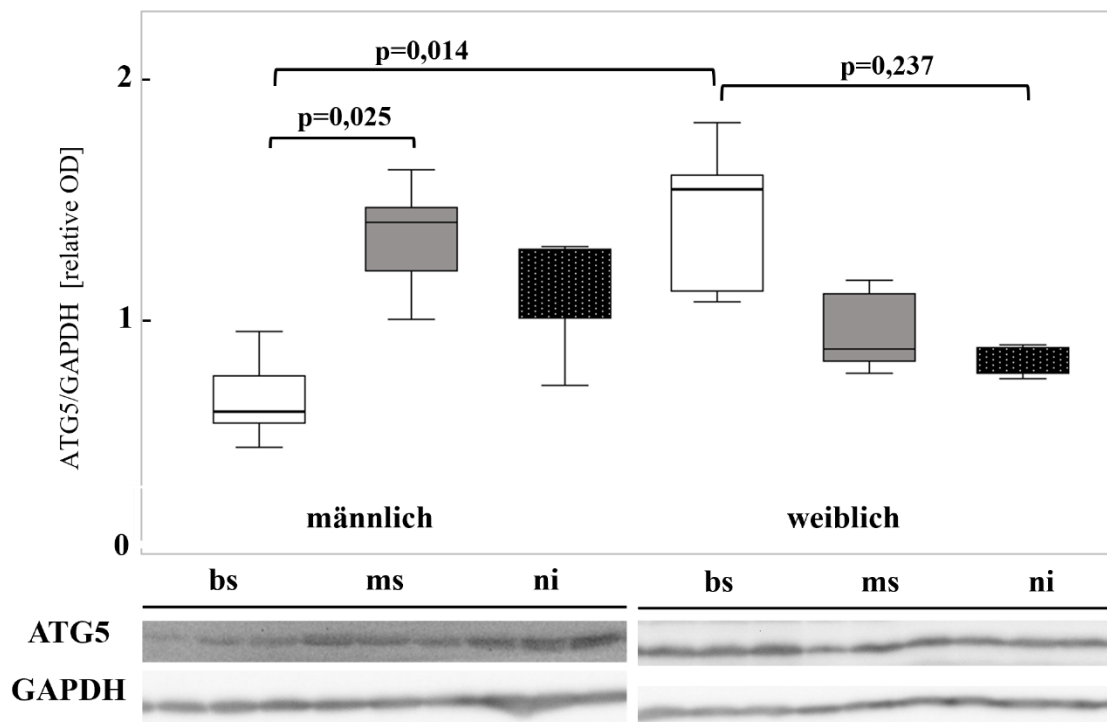 2
p=0,014
p=0,237
p=0,025
ATG5/GAPDH [relative OD]
1
männlich weiblich
0
bs ms ni bs ms ni
ATG5
GAPDH